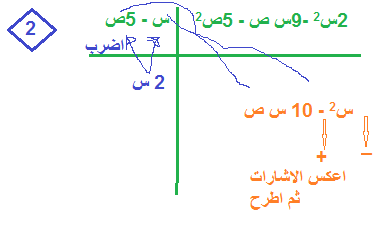 2
2س² -9س ص - 5ص²
س - 5ص
اضرب
2 س
س² - 10 س ص
+ –
اعكس الاشارات
ثم اطرح